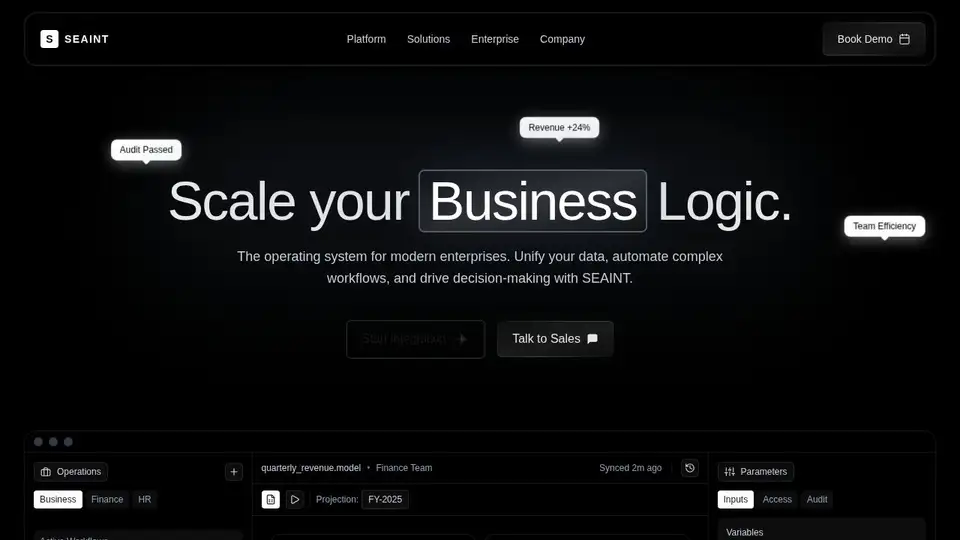 S SEAINT
Platform Solutions Enterprise Company
Book Demo
Revenue +24%
Audit Passed
Scale your Business Logic.
Team Efficiency
The operating system for modern enterprises. Unify your data, automate complex
workflows, and drive decision-making with SEAINT.
Talk to Sales
Operations
quarterly_revenue.model • Finance Team
Synced 2m ago
Parameters
Business Finance HR
Projection: FY-2025
Inputs Access Audit
Variables